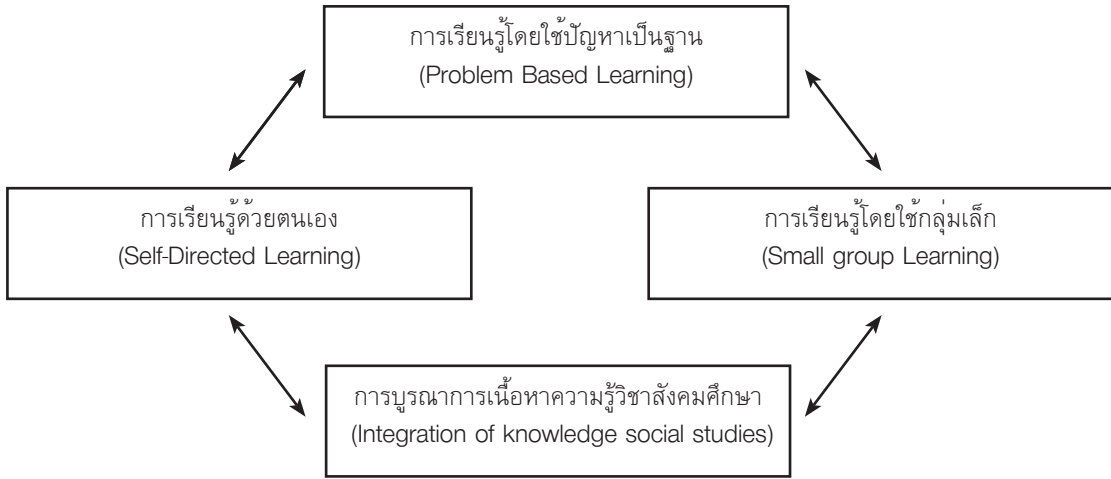 การเรียนรู้โดยใช้ปัญหาเป็นฐาน
(Problem Based Learning)
การเรียนรู้ด้วยตนเอง
(Self-Directed Learning)
การเรียนรู้โดยใช้กลุ่มเล็ก
(Small group Learning)
การบูรณาการเนื้อหาความรู้วิชาสังคมศึกษา
(Integration of knowledge social studies)